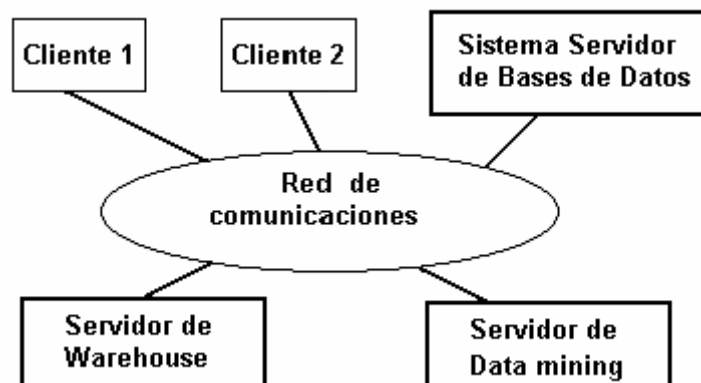 Cliente 1
Cliente 2
Sistema Servidor
de Bases de Datos
Red de
comunicaciones
Servidor de
Warehouse
Servidor de
Data mining